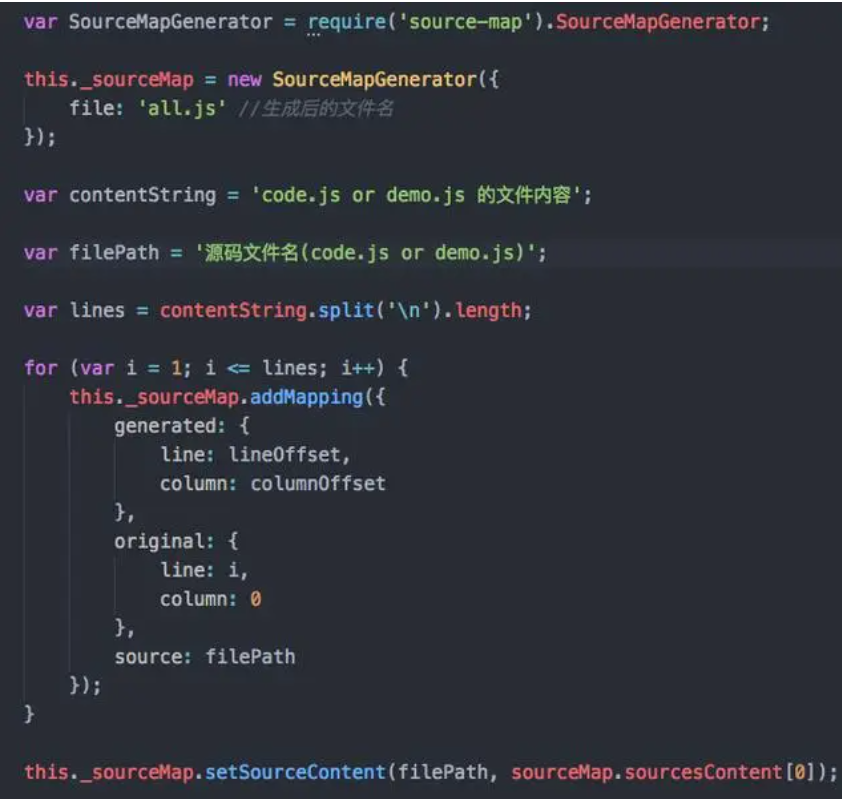 var SourceMapGenerator = require('source-map').SourceMapGenerator;
this._sourceMap = new SourceMapGenerator({
file: 'all.js' //生成后的文件名
});
var contentString = 'code.js or demo.js 的文件内容';
var filePath = '源码文件名(code.js or demo.js)';
var lines = contentString.split('\n').length;
for (var i = 1; i <= lines; i++) {
this._sourceMap.addMapping({
generated: {
line: lineOffset,
column: columnOffset
},
original: {
line: i,
column: 0
},
source: filePath
});
}
this._sourceMap.setSourceContent(filePath, sourceMap.sourcesContent[0]);